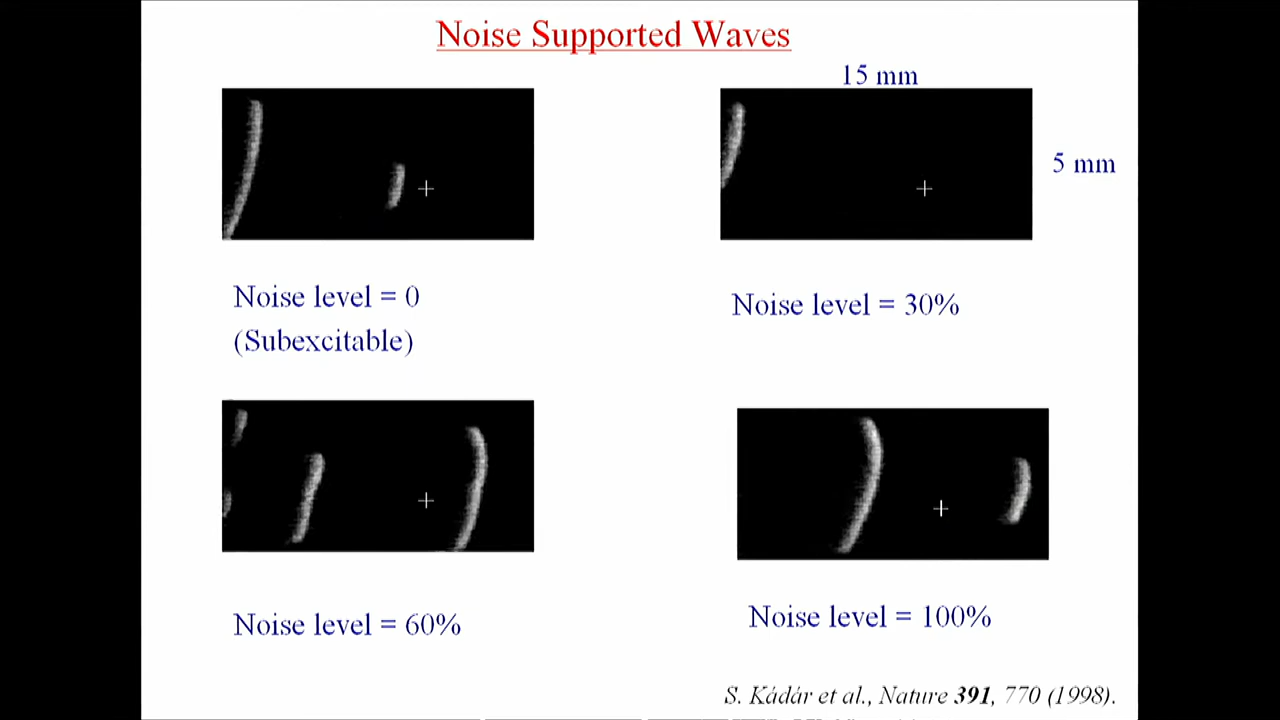 Noise Supported Waves
15 mm
5 mm
Noise level = 0
(Subexcitable)
Noise level = 30%
Noise level = 60%
Noise level = 100%
S. Kádár et al., Nature 391, 770 (1998).